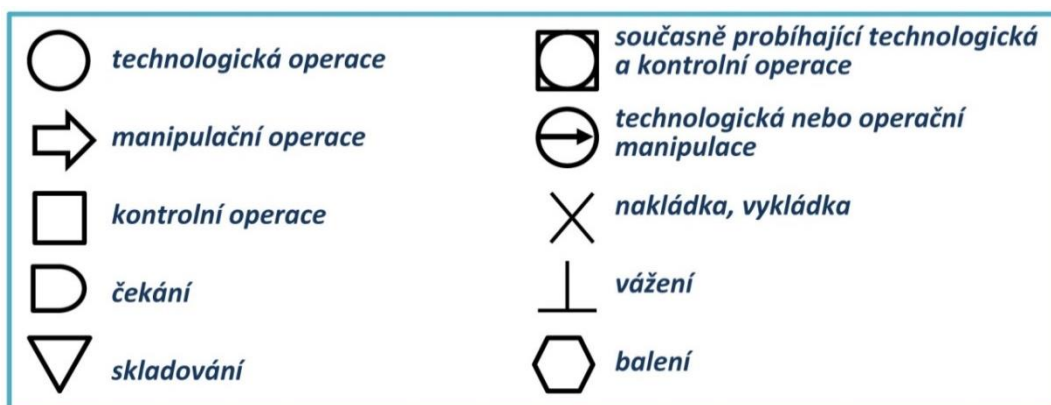 technologická operace
manipulační operace
kontrolní operace
čekání
skladování
současně probíhající technologická
a kontrolní operace
technologická nebo operační
manipulace
nakládka, vykládka
vážení
balení